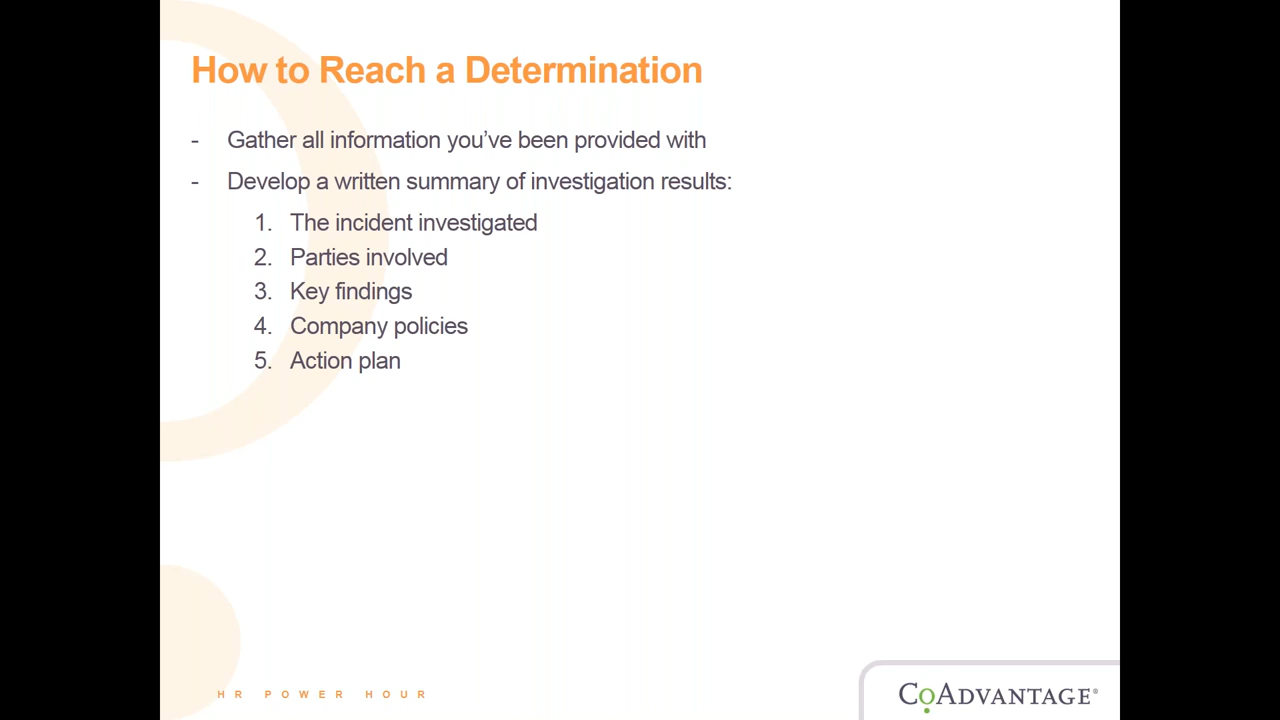 How to Reach a Determination
- Gather all information you’ve been provided with
- Develop a written summary of investigation results:
1. The incident investigated
2. Parties involved
3. Key findings
4. Company policies
5. Action plan
HR POWER HOUR
COADVANTAGE®